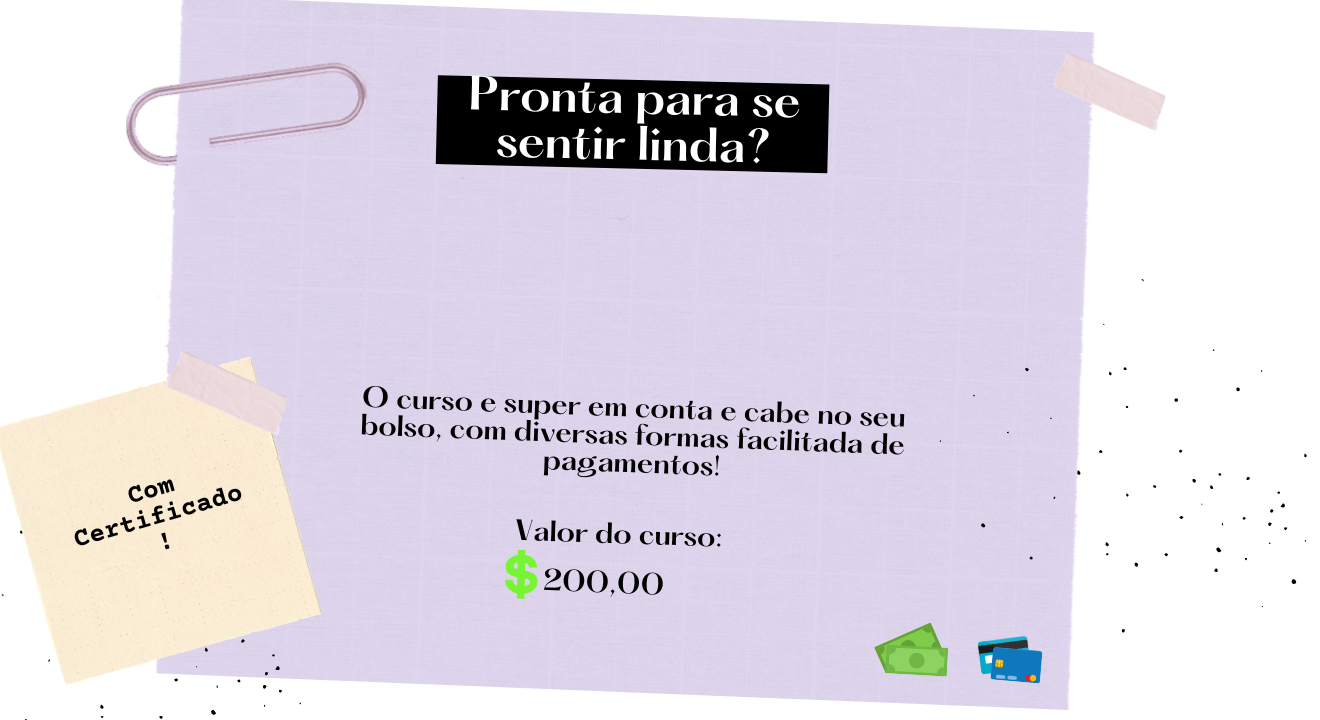 Pronta para se
sentir linda?
O curso e super em conta e cabe no seu
bolso, com diversas formas facilitada de
pagamentos!
Com
Certificado
!
Valor do curso:
$ 200,00